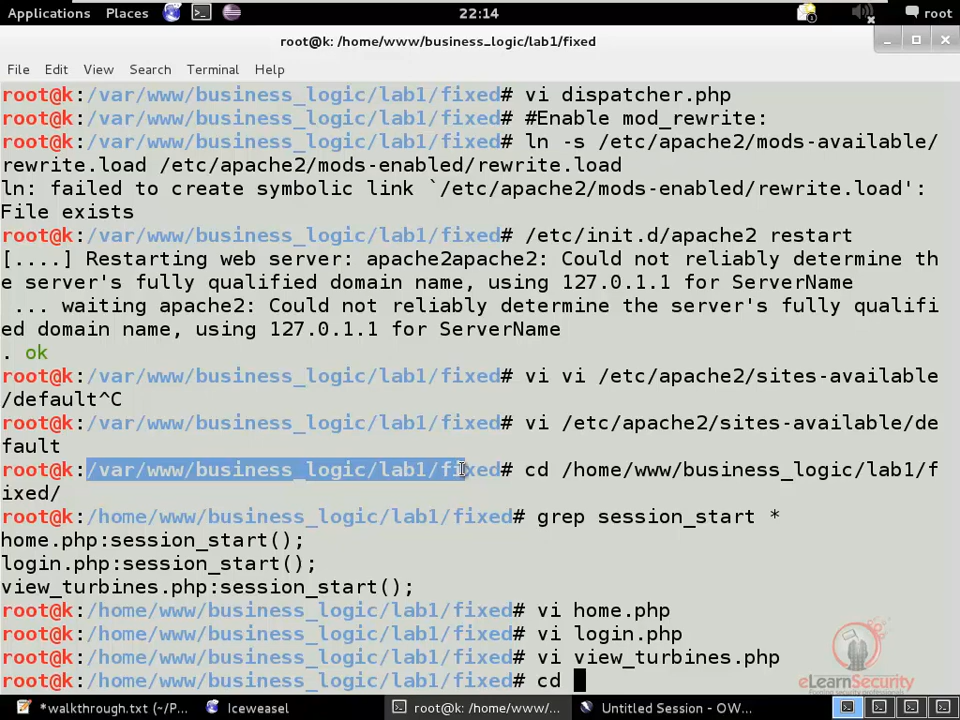 Applications Places 22:14 root
root@k: /home/www/business_logic/lab1/fixed
File Edit View Search Terminal Help
root@k:/var/www/business_logic/lab1/fixed# vi dispatcher.php
root@k:/var/www/business_logic/lab1/fixed# #Enable mod_rewrite:
root@k:/var/www/business_logic/lab1/fixed# ln -s /etc/apache2/mods-available/
rewrite.load /etc/apache2/mods-enabled/rewrite.load
ln: failed to create symbolic link `/etc/apache2/mods-enabled/rewrite.load':
File exists
root@k:/var/www/business_logic/lab1/fixed# /etc/init.d/apache2 restart
[....] Restarting web server: apache2apache2: Could not reliably determine th
e server's fully qualified domain name, using 127.0.1.1 for ServerName
... waiting apache2: Could not reliably determine the server's fully qualifi
ed domain name, using 127.0.1.1 for ServerName
. ok
root@k:/var/www/business_logic/lab1/fixed# vi vi /etc/apache2/sites-available
/default^C
root@k:/var/www/business_logic/lab1/fixed# vi /etc/apache2/sites-available/de
fault
root@k:/var/www/business_logic/lab1/fixed# cd /home/www/business_logic/lab1/f
ixed/
root@k:/home/www/business_logic/lab1/fixed# grep session_start *
home.php:session_start();
login.php:session_start();
view_turbines.php:session_start();
root@k:/home/www/business_logic/lab1/fixed# vi home.php
root@k:/home/www/business_logic/lab1/fixed# vi login.php
root@k:/home/www/business_logic/lab1/fixed# vi view_turbines.php
root@k:/home/www/business_logic/lab1/fixed# cd
eLearnSecurity
*walkthrough.txt (~/P... Iceweasel root@k: /home/www/... Untitled Session - OW...